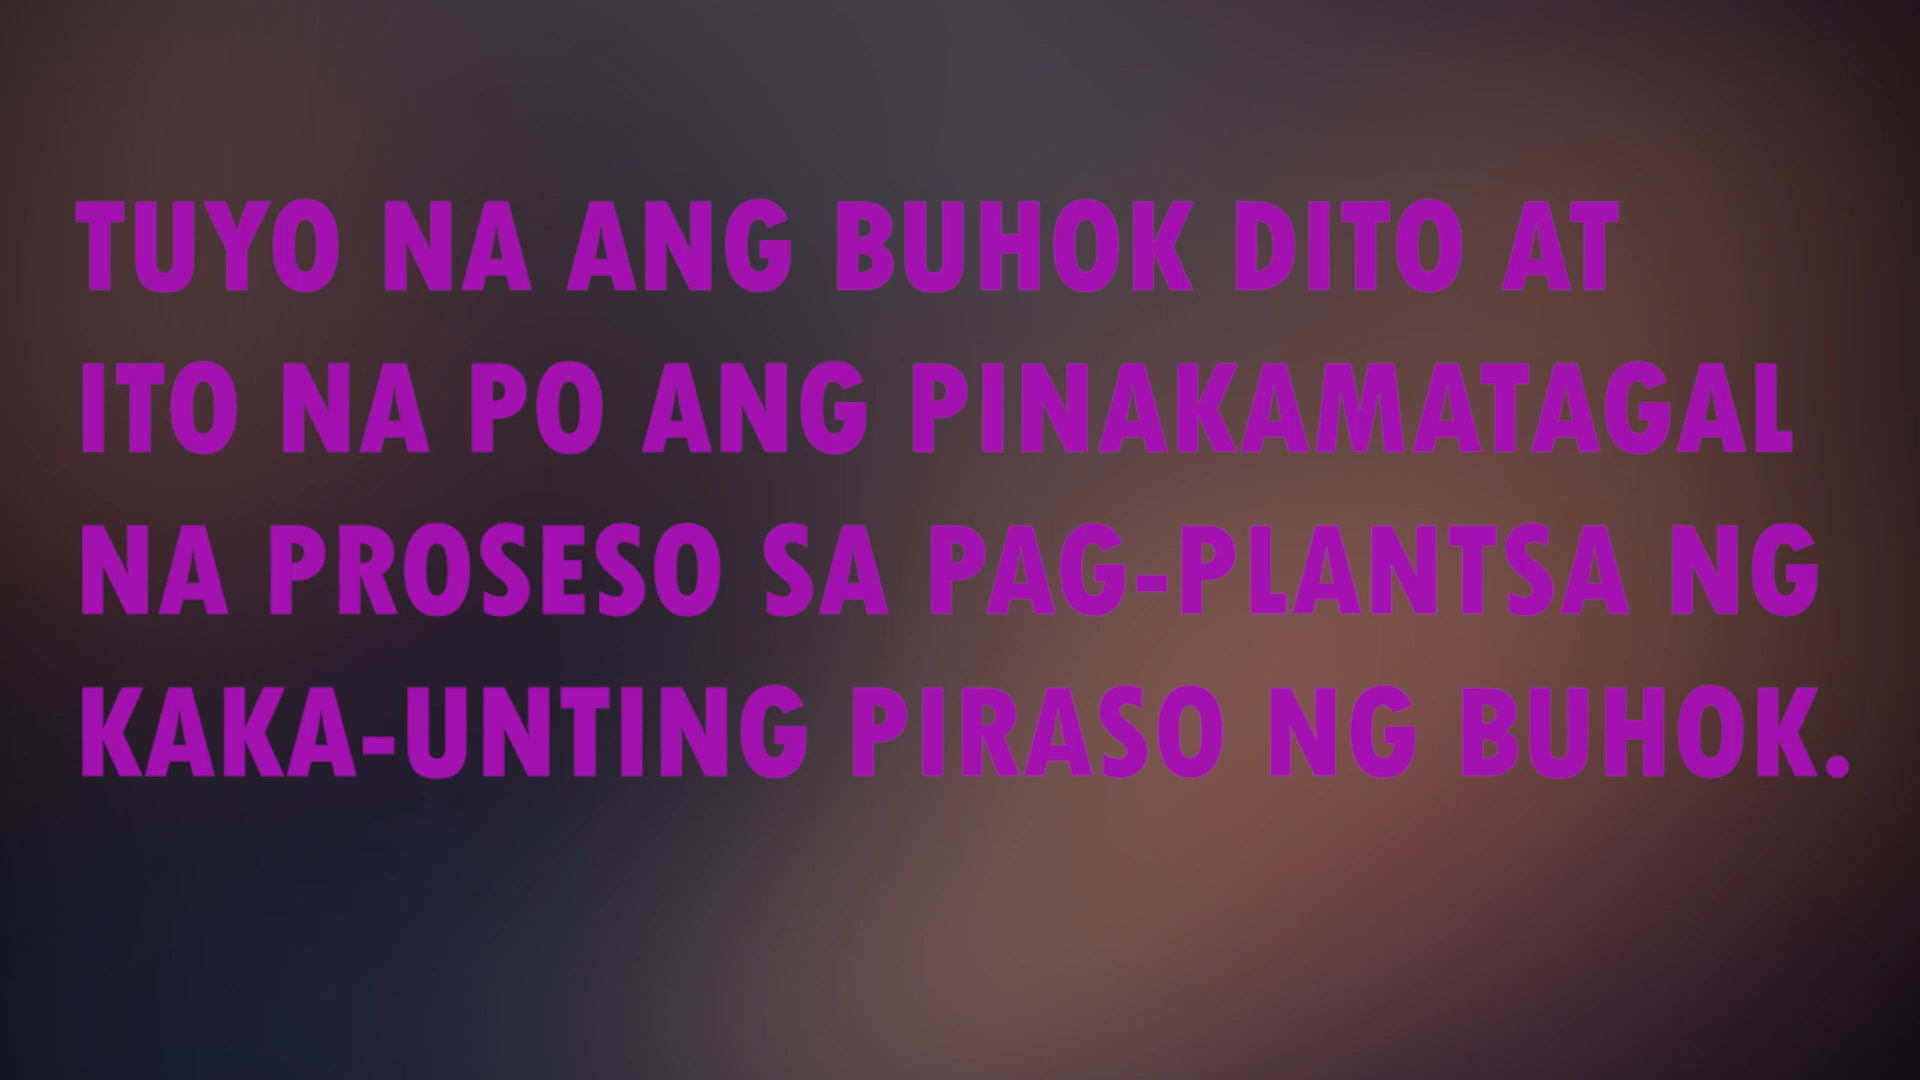 TUYO NA ANG BUHOK DITO AT
ITO NA PO ANG PINAKAMATAGAL
NA PROSESO SA PAG-PLANTSA NG
KAKA-UNTING PIRASO NG BUHOK.